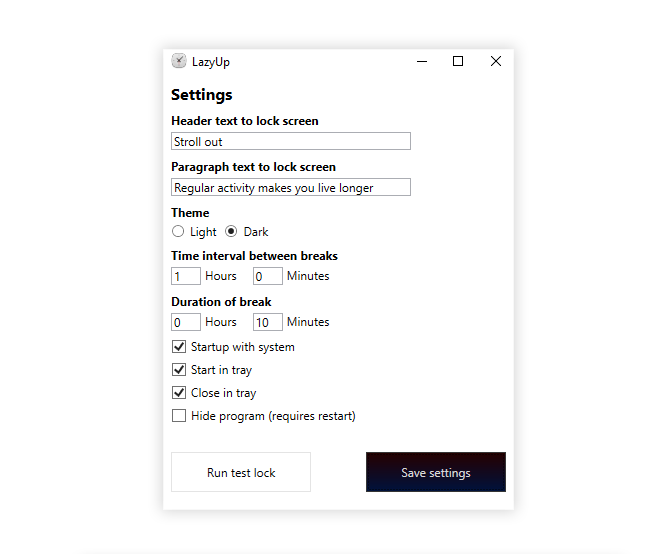 LazyUp
Settings
Header text to lock screen
Stroll out
Paragraph text to lock screen
Regular activity makes you live longer
Theme
Light Dark
Time interval between breaks
1 Hours 0 Minutes
Duration of break
0 Hours 10 Minutes
Startup with system
Start in tray
Close in tray
Hide program (requires restart)
Run test lock Save settings